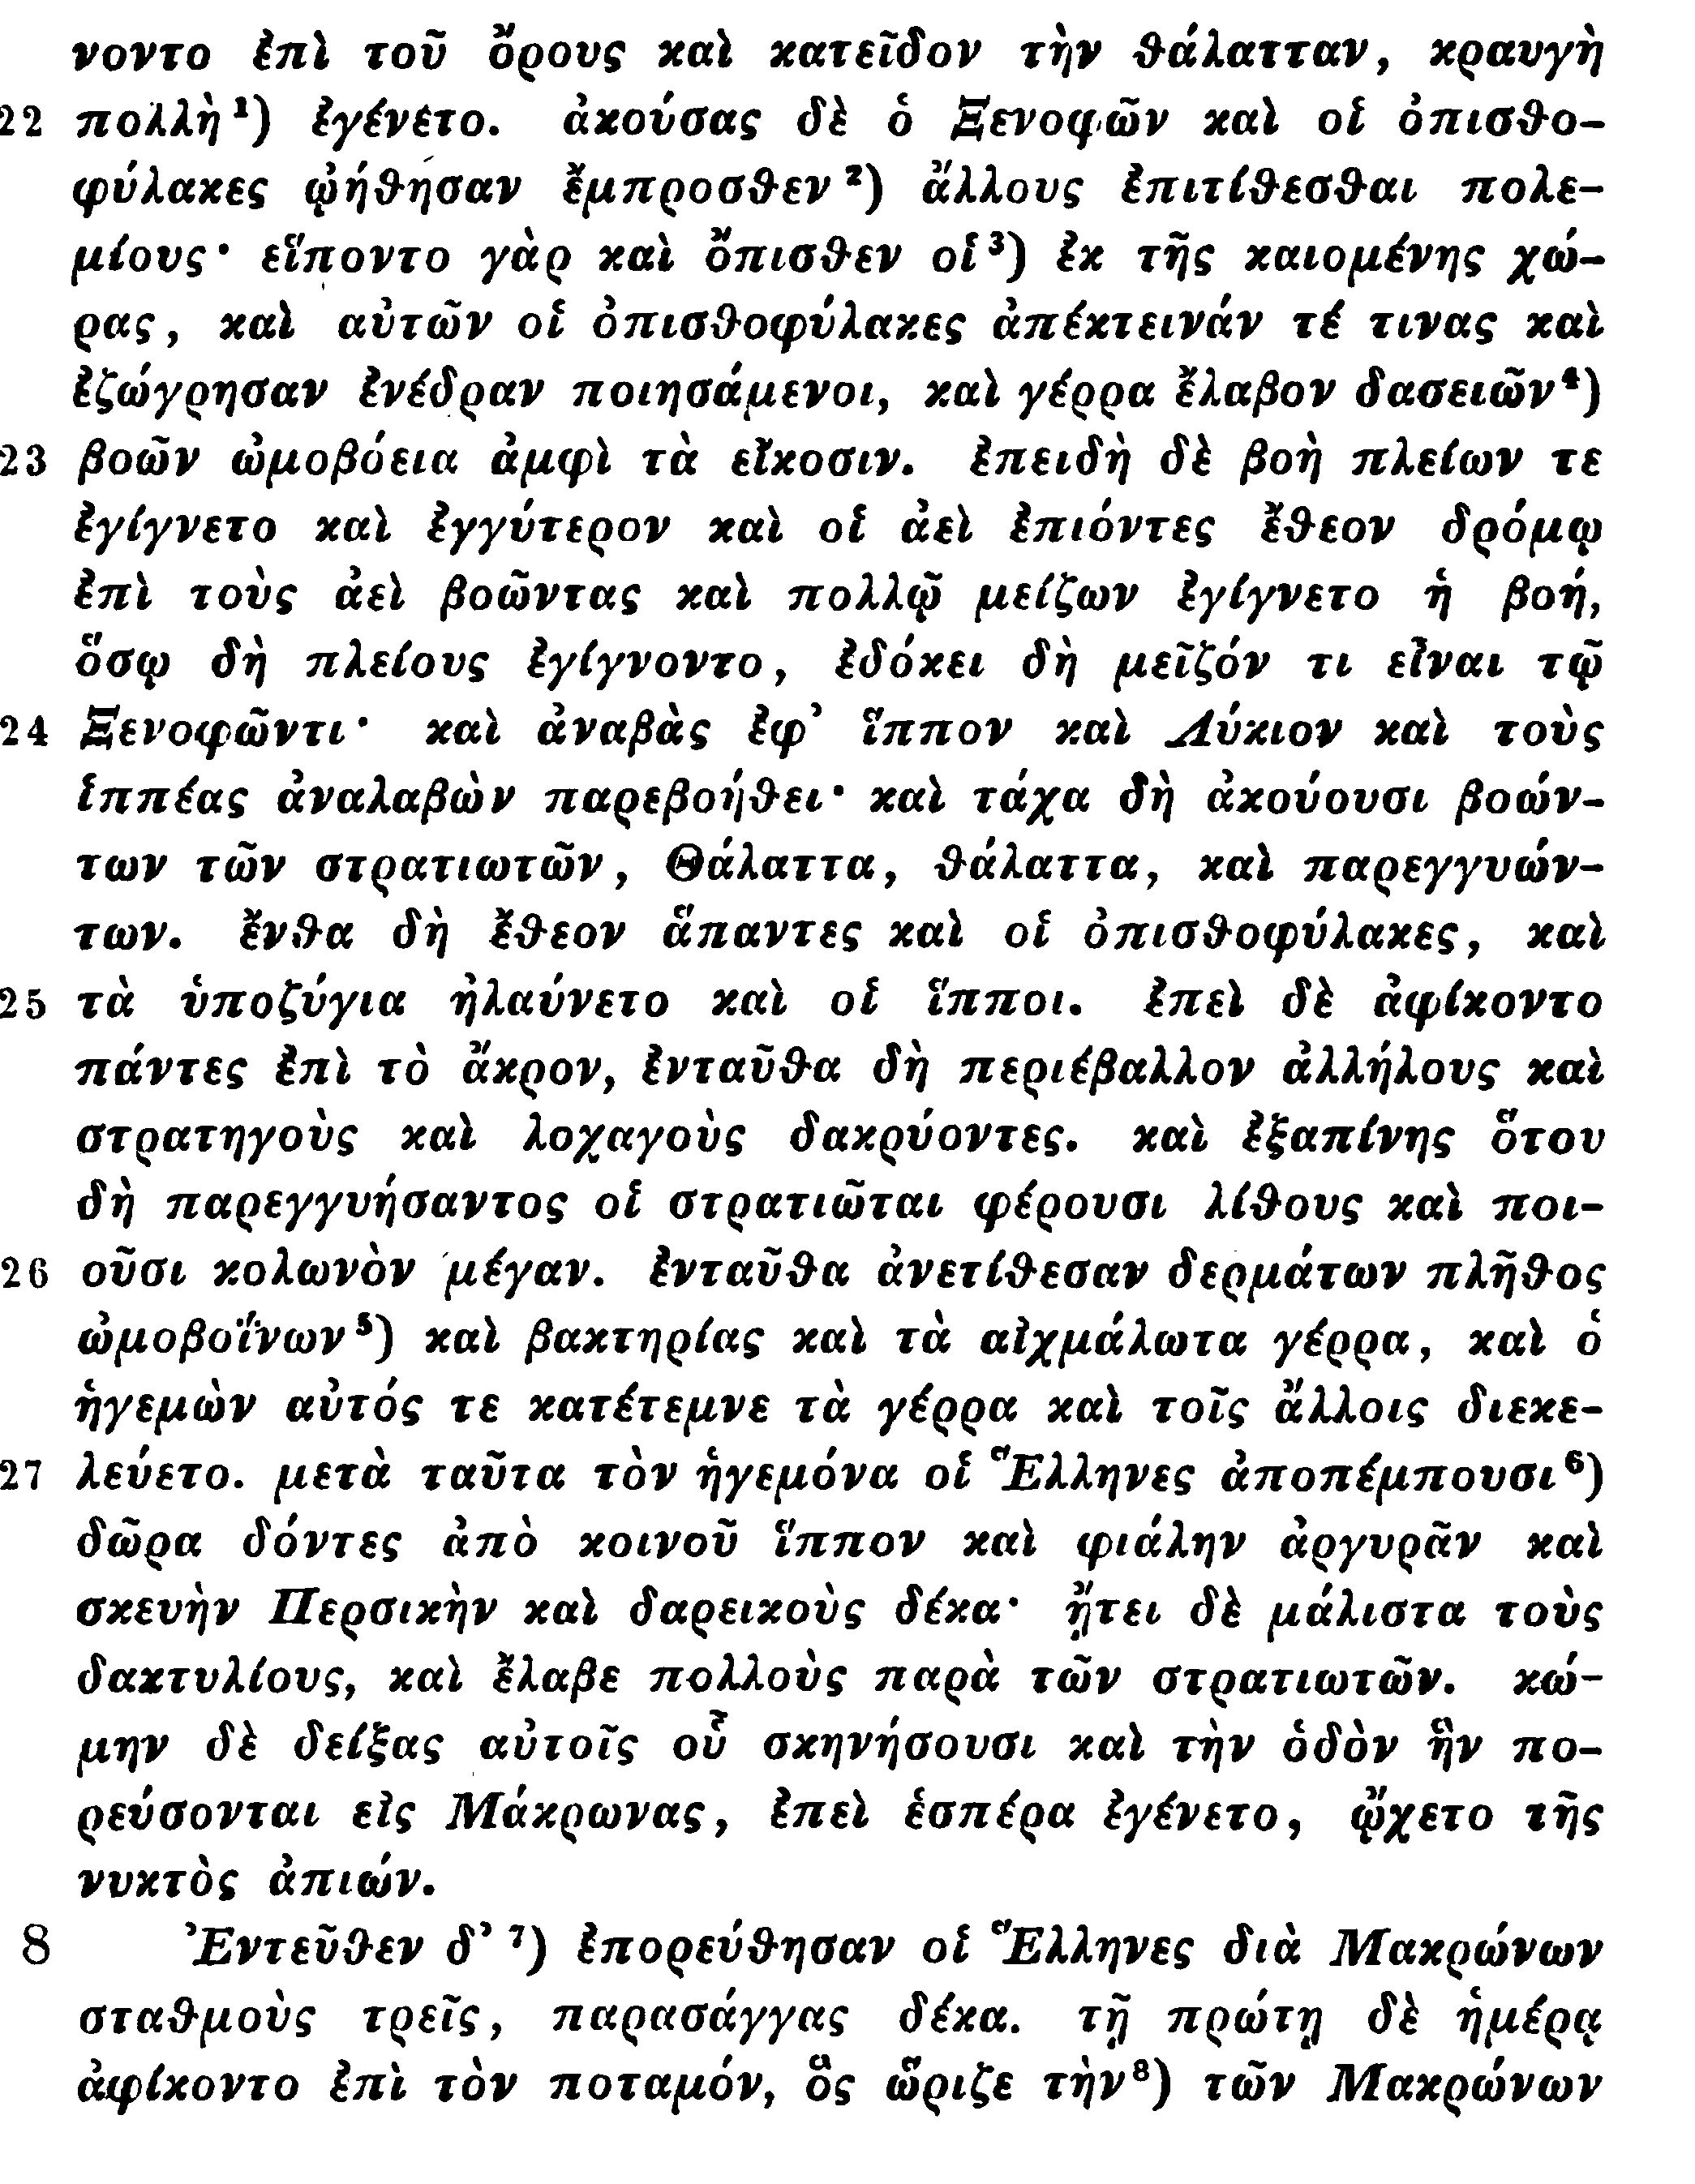 νοντο ἐπὶ τοῦ ὄρους καὶ κατεῖδον τὴν θάλατταν, κραυγὴ
22 πολλὴ¹) ἐγένετο. ἀκούσας δὲ ὁ Ξενοφῶν καὶ οἱ ὀπισθο-
φύλακες ᾠήθησαν ἔμπροσθεν²) ἄλλους ἐπιτίθεσθαι πολε-
μίους· εἵποντο γὰρ καὶ ὄπισθεν οἱ³) ἐκ τῆς καιομένης χώ-
ρας, καὶ αὐτῶν οἱ ὀπισθοφύλακες ἀπέκτεινάν τέ τινας καὶ
ἐζώγρησαν ἐνέδραν ποιησάμενοι, καὶ γέρρα ἔλαβον δασειῶν⁴)
23 βοῶν ὠμοβόεια ἀμφὶ τὰ εἴκοσιν. ἐπειδὴ δὲ βοὴ πλείων τε
ἐγίγνετο καὶ ἐγγύτερον καὶ οἱ ἀεὶ ἐπιόντες ἔθεον δρόμῳ
ἐπὶ τοὺς ἀεὶ βοῶντας καὶ πολλῷ μείζων ἐγίγνετο ἡ βοή,
ὅσῳ δὴ πλείους ἐγίγνοντο, ἐδόκει δὴ μεῖζόν τι εἶναι τῷ
24 Ξενοφῶντι· καὶ ἀναβὰς ἐφ’ ἵππον καὶ Λύκιον καὶ τοὺς
ἱππέας ἀναλαβὼν παρεβοήθει· καὶ τάχα δὴ ἀκούουσι βοών-
των τῶν στρατιωτῶν, Θάλαττα, θάλαττα, καὶ παρεγγυών-
των. ἔνθα δὴ ἔθεον ἅπαντες καὶ οἱ ὀπισθοφύλακες, καὶ
25 τὰ ὑποζύγια ἠλαύνετο καὶ οἱ ἵπποι. ἐπεὶ δὲ ἀφίκοντο
πάντες ἐπὶ τὸ ἄκρον, ἐνταῦθα δὴ περιέβαλλον ἀλλήλους καὶ
στρατηγοὺς καὶ λοχαγοὺς δακρύοντες. καὶ ἐξαπίνης ὅτου
δὴ παρεγγυήσαντος οἱ στρατιῶται φέρουσι λίθους καὶ ποι-
26 οῦσι κολωνὸν μέγαν. ἐνταῦθα ἀνετίθεσαν δερμάτων πλῆθος
ὠμοβοΐνων⁵) καὶ βακτηρίας καὶ τὰ αἰχμάλωτα γέρρα, καὶ ὁ
ἡγεμὼν αὐτός τε κατέτεμνε τὰ γέρρα καὶ τοῖς ἄλλοις διεκε-
27 λεύετο. μετὰ ταῦτα τὸν ἡγεμόνα οἱ Ἕλληνες ἀποπέμπουσι⁶)
δῶρα δόντες ἀπὸ κοινοῦ ἵππον καὶ φιάλην ἀργυρᾶν καὶ
σκευὴν Περσικὴν καὶ δαρεικοὺς δέκα· ᾔτει δὲ μάλιστα τοὺς
δακτυλίους, καὶ ἔλαβε πολλοὺς παρὰ τῶν στρατιωτῶν. κώ-
μην δὲ δείξας αὐτοῖς οὗ σκηνήσουσι καὶ τὴν ὁδὸν ἣν πο-
ρεύσονται εἰς Μάκρωνας, ἐπεὶ ἑσπέρα ἐγένετο, ᾤχετο τῆς
νυκτὸς ἀπιών.
8 Ἐντεῦθεν δ’⁷) ἐπορεύθησαν οἱ Ἕλληνες διὰ Μακρώνων
σταθμοὺς τρεῖς, παρασάγγας δέκα. τῇ πρώτῃ δὲ ἡμέρᾳ
ἀφίκοντο ἐπὶ τὸν ποταμόν, ὃς ὥριζε τὴν⁸) τῶν Μακρώνων